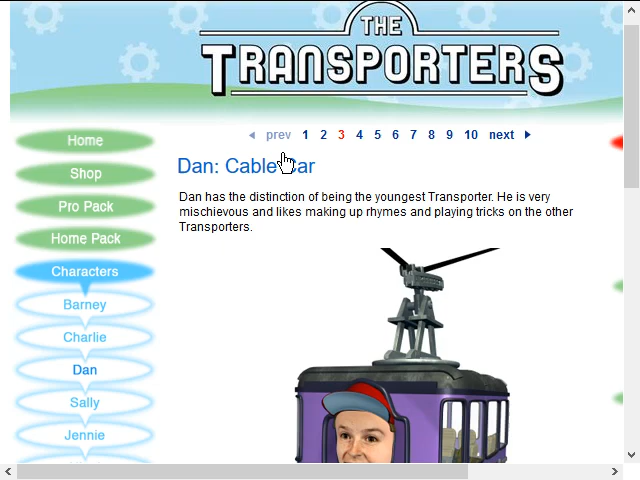 THE
TRANSPORTERS
prev 1 2 3 4 5 6 7 8 9 10 next
Home
Shop
Pro Pack
Home Pack
Characters
Barney
Charlie
Dan
Sally
Jennie
Dan: Cable Car
Dan has the distinction of being the youngest Transporter. He is very
mischievous and likes making up rhymes and playing tricks on the other
Transporters.